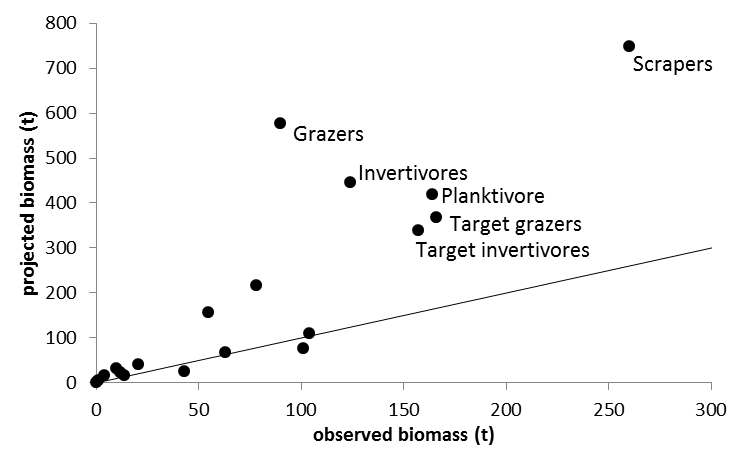 800
700
600
500
400
300
200
100
0
projected biomass (t)
Scrapers
Grazers
Invertivores
Planktivore
Target grazers
Target invertivores
0 50 100 150 200 250 300
observed biomass (t)